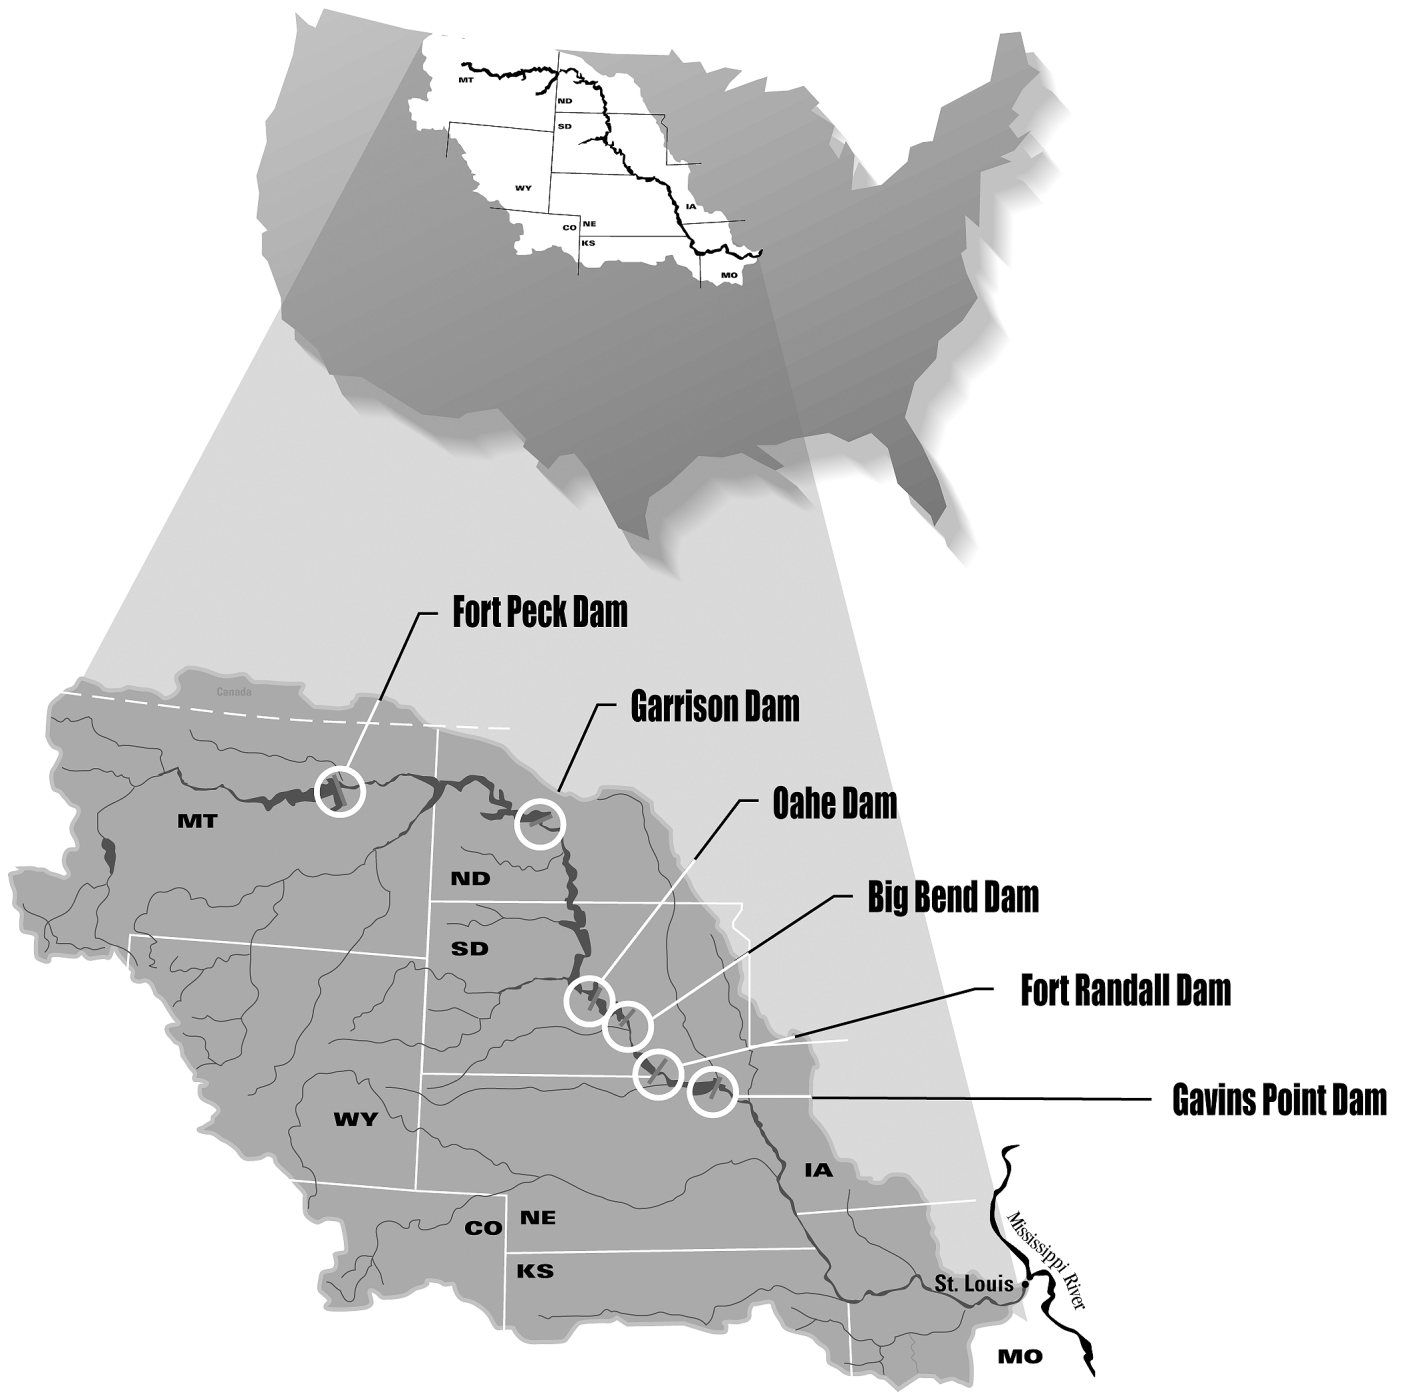 MT
ND
SD
WY
IA
CO
NE
KS
MO
Fort Peck Dam
Canada
Garrison Dam
Oahe Dam
MT
ND
Big Bend Dam
SD
Fort Randall Dam
Gavins Point Dam
WY
IA
NE
CO
KS
Mississippi River
St. Louis
MO